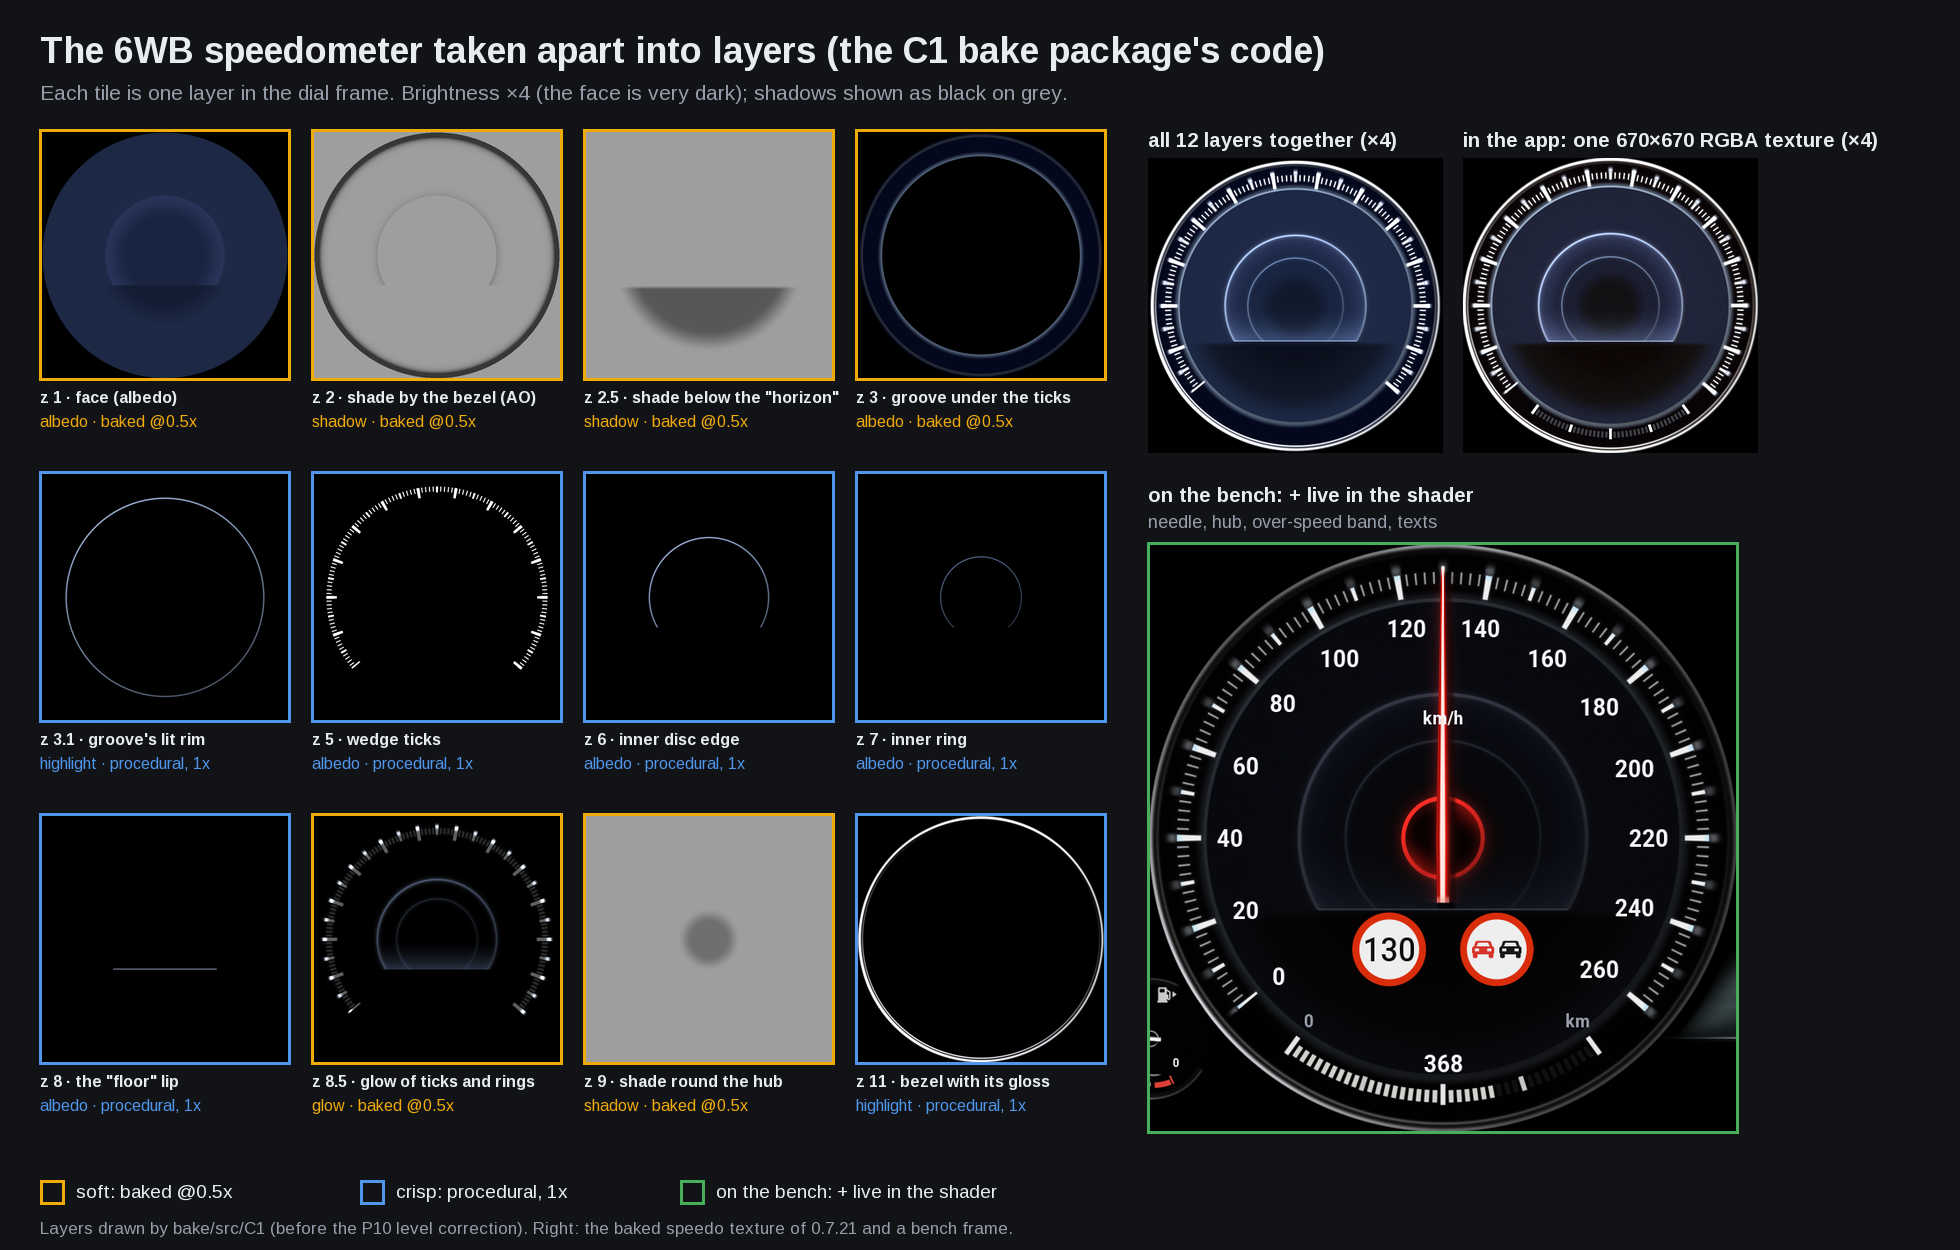 The 6WB speedometer taken apart into layers (the C1 bake package's code)
Each tile is one layer in the dial frame. Brightness ×4 (the face is very dark); shadows shown as black on grey.
z 1 · face (albedo)
albedo · baked @0.5x
z 2 · shade by the bezel (AO)
shadow · baked @0.5x
z 2.5 · shade below the "horizon"
shadow · baked @0.5x
z 3 · groove under the ticks
albedo · baked @0.5x
z 3.1 · groove's lit rim
highlight · procedural, 1x
z 5 · wedge ticks
albedo · procedural, 1x
z 6 · inner disc edge
albedo · procedural, 1x
z 7 · inner ring
albedo · procedural, 1x
z 8 · the "floor" lip
albedo · procedural, 1x
z 8.5 · glow of ticks and rings
glow · baked @0.5x
z 9 · shade round the hub
shadow · baked @0.5x
z 11 · bezel with its gloss
highlight · procedural, 1x
all 12 layers together (×4)
in the app: one 670×670 RGBA texture (×4)
on the bench: + live in the shader
needle, hub, over-speed band, texts
120 140
100 160
80 180
km/h
60 200
40 220
20 240
130
0 260
0 km
368
0
soft: baked @0.5x
crisp: procedural, 1x
on the bench: + live in the shader
Layers drawn by bake/src/C1 (before the P10 level correction). Right: the baked speedo texture of 0.7.21 and a bench frame.